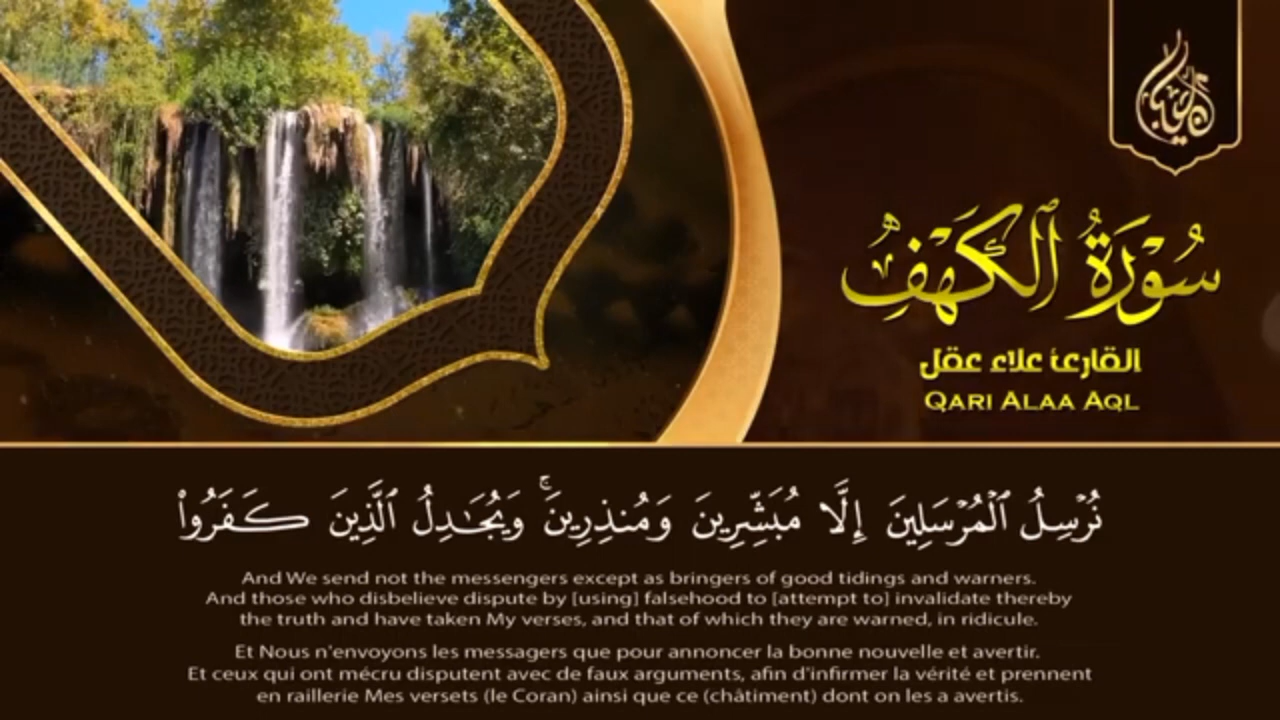 سُورَةُ الْكَهْفِ
القارئ علاء عقل
QARI ALAA AQL
نُرْسِلُ ٱلْمُرْسَلِينَ إِلَّا مُبَشِّرِينَ وَمُنذِرِينَ ۚ وَيُجَٰدِلُ ٱلَّذِينَ كَفَرُوا۟
And We send not the messengers except as bringers of good tidings and warners.
And those who disbelieve dispute by [using] falsehood to [attempt to] invalidate thereby
the truth and have taken My verses, and that of which they are warned, in ridicule.
Et Nous n'envoyons les messagers que pour annoncer la bonne nouvelle et avertir.
Et ceux qui ont mécru disputent avec de faux arguments, afin d'infirmer la vérité et prennent
en raillerie Mes versets (le Coran) ainsi que ce (châtiment) dont on les a avertis.